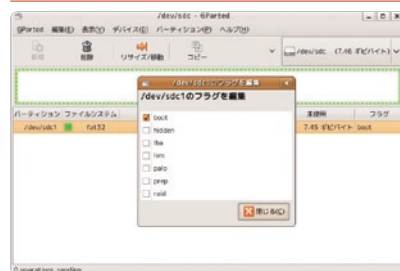 /dev/sdc - GParted
GParted 編集(E) 表示(V) デバイス(D) パーティション(P) ヘルプ(H)
削除 リサイズ/移動 コピー /dev/sdc (7.46 ギビバイト)
/dev/sdc1のフラグを編集
/dev/sdc1のフラグを編集
boot
hidden
lba
lvm
palo
prep
raid
閉じる(C)
パーティション ファイルシステム 未使用 フラグ
/dev/sdc1 fat32 7.45 ギビバイト boot
0 operations pending